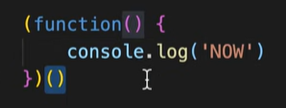 (function() {
    console.log('NOW')
})()